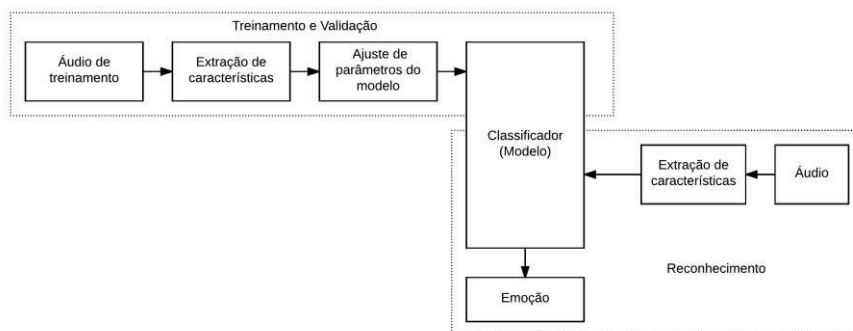 Treinamento e Validação
Áudio de
treinamento
Extração de
características
Ajuste de
parâmetros do
modelo
Classificador
(Modelo)
Extração de
características
Áudio
Reconhecimento
Emoção